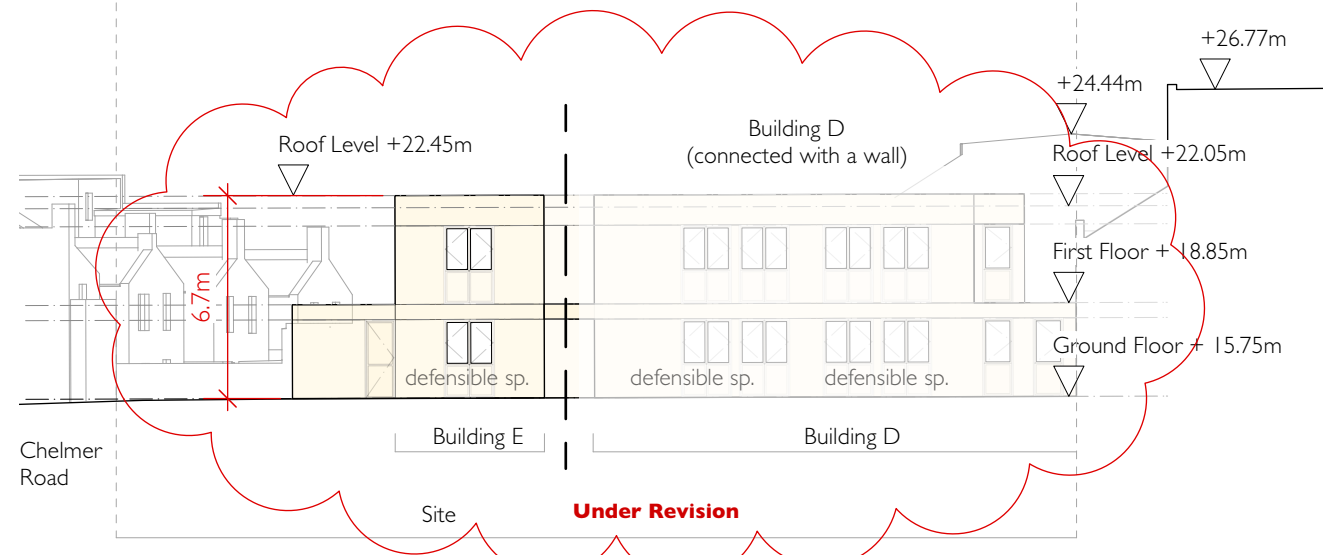 +26.77m
+24.44m
Building D
(connected with a wall)
Roof Level +22.45m
Roof Level +22.05m
First Floor + 18.85m
6.7m
Ground Floor + 15.75m
defensible sp.
defensible sp.
defensible sp.
Building E
Building D
Chelmer
Road
Site
Under Revision